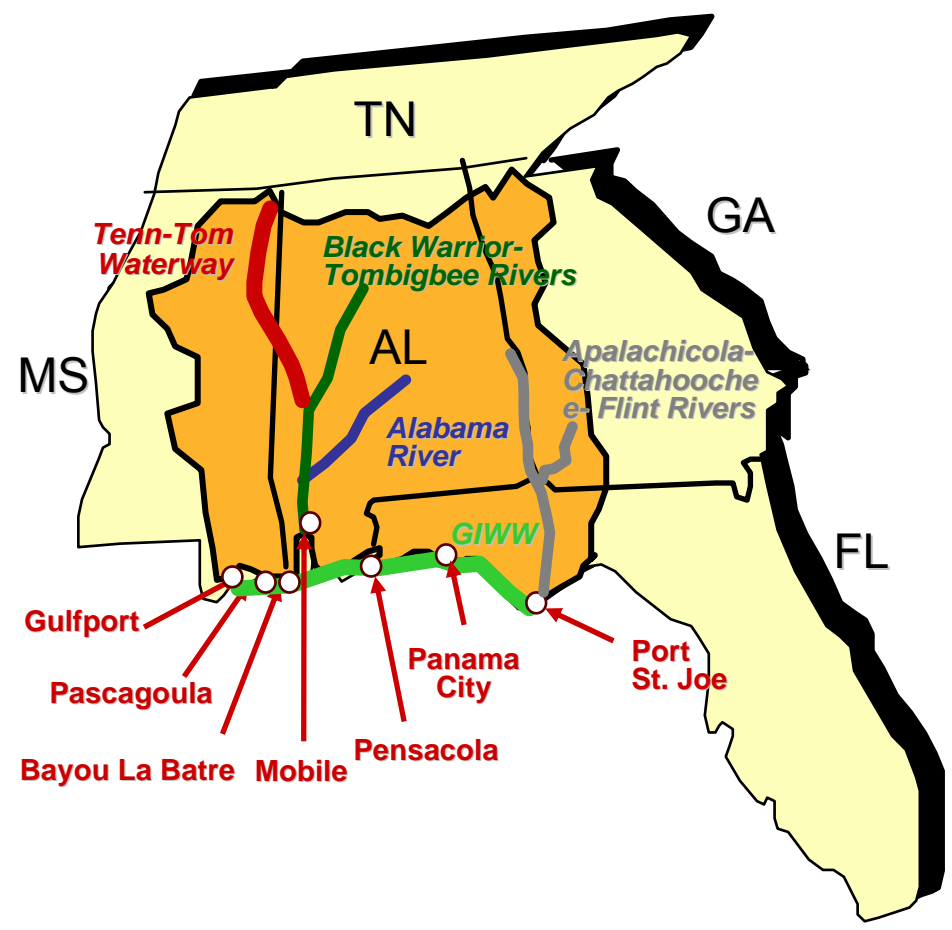 TN
GA
Tenn-Tom
Waterway
Black Warrior-
Tombigbee Rivers
AL
MS
Apalachicola-
Chattahooche
e- Flint Rivers
Alabama
River
GIWW
FL
Gulfport
Port
St. Joe
Panama
City
Pascagoula
Pensacola
Bayou La Batre
Mobile